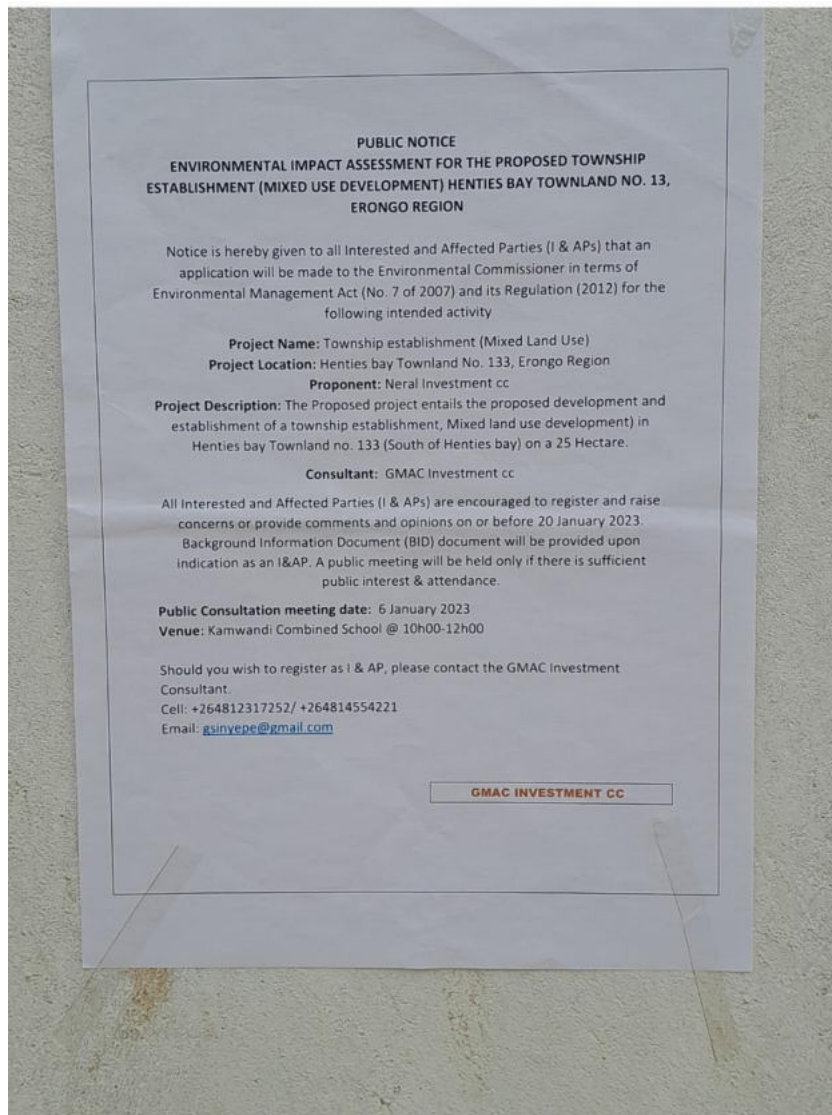 PUBLIC NOTICE
ENVIRONMENTAL IMPACT ASSESSMENT FOR THE PROPOSED TOWNSHIP
ESTABLISHMENT (MIXED USE DEVELOPMENT) HENTIES BAY TOWNLAND NO. 13,
ERONGO REGION
Notice is hereby given to all Interested and Affected Parties (I & APs) that an
application will be made to the Environmental Commissioner in terms of
Environmental Management Act (No. 7 of 2007) and its Regulation (2012) for the
following intended activity
Project Name: Township establishment (Mixed Land Use)
Project Location: Henties bay Townland No. 133, Erongo Region
Proponent: Neral Investment cc
Project Description: The Proposed project entails the proposed development and
establishment of a township establishment, Mixed land use development) in
Henties bay Townland no. 133 (South of Henties bay) on a 25 Hectare.
Consultant: GMAC Investment cc
All Interested and Affected Parties (I & APs) are encouraged to register and raise
concerns or provide comments and opinions on or before 20 January 2023.
Background Information Document (BID) document will be provided upon
indication as an I&AP. A public meeting will be held only if there is sufficient
public interest & attendance.
Public Consultation meeting date: 6 January 2023
Venue: Kamwandi Combined School @ 10h00-12h00
Should you wish to register as I & AP, please contact the GMAC Investment
Consultant.
Cell: +264812317252/ +264814554221
Email: gsinyepe@gmail.com
GMAC INVESTMENT CC